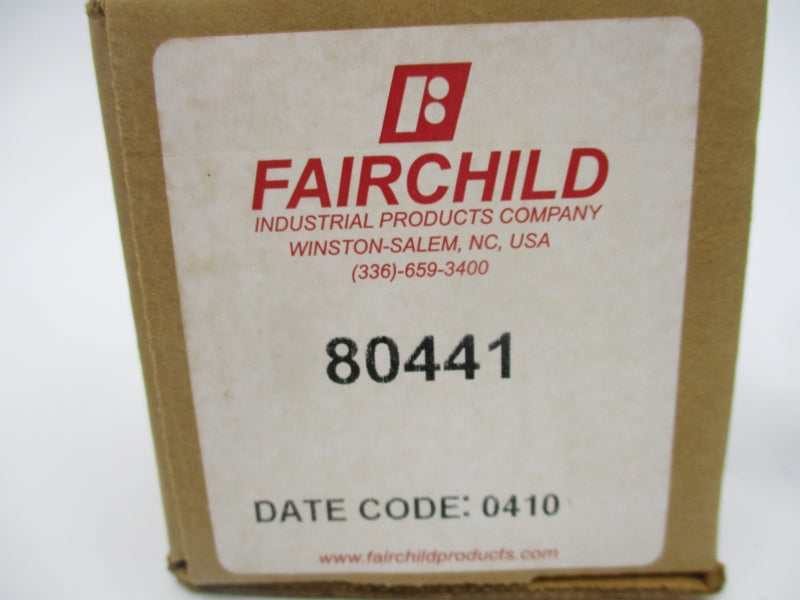 FAIRCHILD
INDUSTRIAL PRODUCTS COMPANY
WINSTON-SALEM, NC, USA
(336)-659-3400
80441
DATE CODE: 0410
www.fairchildproducts.com